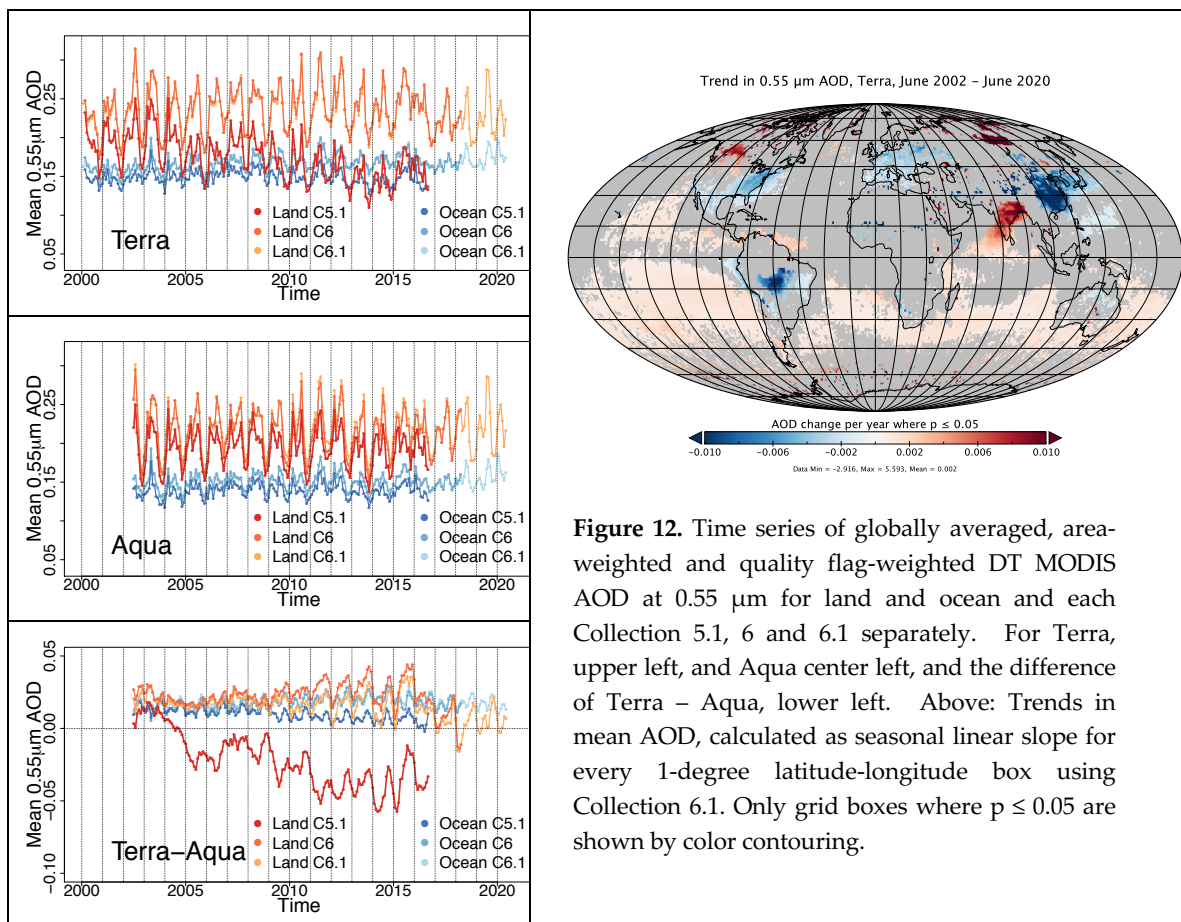 Mean 0.55µm AOD
0.05 0.15 0.25
Terra
Land C5.1
Land C6
Land C6.1
Ocean C5.1
Ocean C6
Ocean C6.1
2000 2005 2010 2015 2020
Time
Mean 0.55µm AOD
0.05 0.15 0.25
Aqua
Land C5.1
Land C6
Land C6.1
Ocean C5.1
Ocean C6
Ocean C6.1
2000 2005 2010 2015 2020
Time
Mean 0.55µm AOD
−0.10 −0.05 0.00 0.05
Terra−Aqua
Land C5.1
Land C6
Land C6.1
Ocean C5.1
Ocean C6
Ocean C6.1
2000 2005 2010 2015 2020
Time
Trend in 0.55 µm AOD, Terra, June 2002 – June 2020
AOD change per year where p ≤ 0.05
−0.010 −0.006 −0.002 0.002 0.006 0.010
Data Min = −2.916, Max = 5.593, Mean = 0.002
Figure 12. Time series of globally averaged, area-
weighted and quality flag-weighted DT MODIS
AOD at 0.55 µm for land and ocean and each
Collection 5.1, 6 and 6.1 separately. For Terra,
upper left, and Aqua center left, and the difference
of Terra – Aqua, lower left. Above: Trends in
mean AOD, calculated as seasonal linear slope for
every 1-degree latitude-longitude box using
Collection 6.1. Only grid boxes where p ≤ 0.05 are
shown by color contouring.